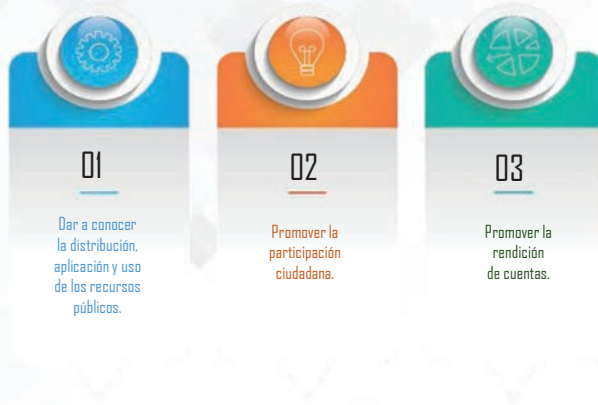 01
Dar a conocer
la distribución,
aplicación y uso
de los recursos
públicos.
02
Promover la
participación
ciudadana.
03
Promover la
rendición
de cuentas.